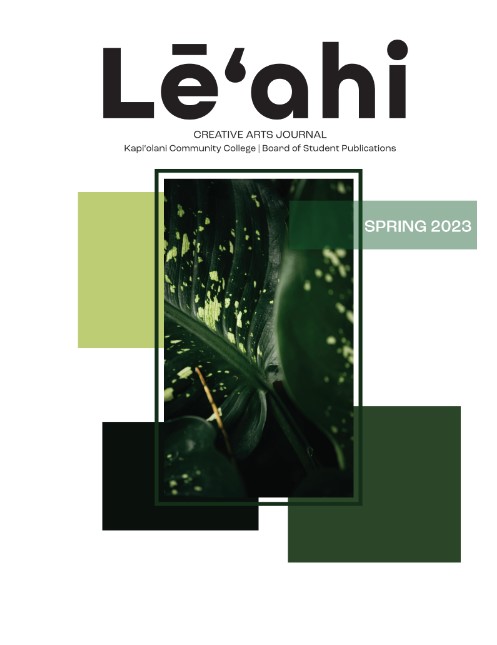 Lēʻahi
CREATIVE ARTS JOURNAL
Kapiʻolani Community College | Board of Student Publications
SPRING 2023